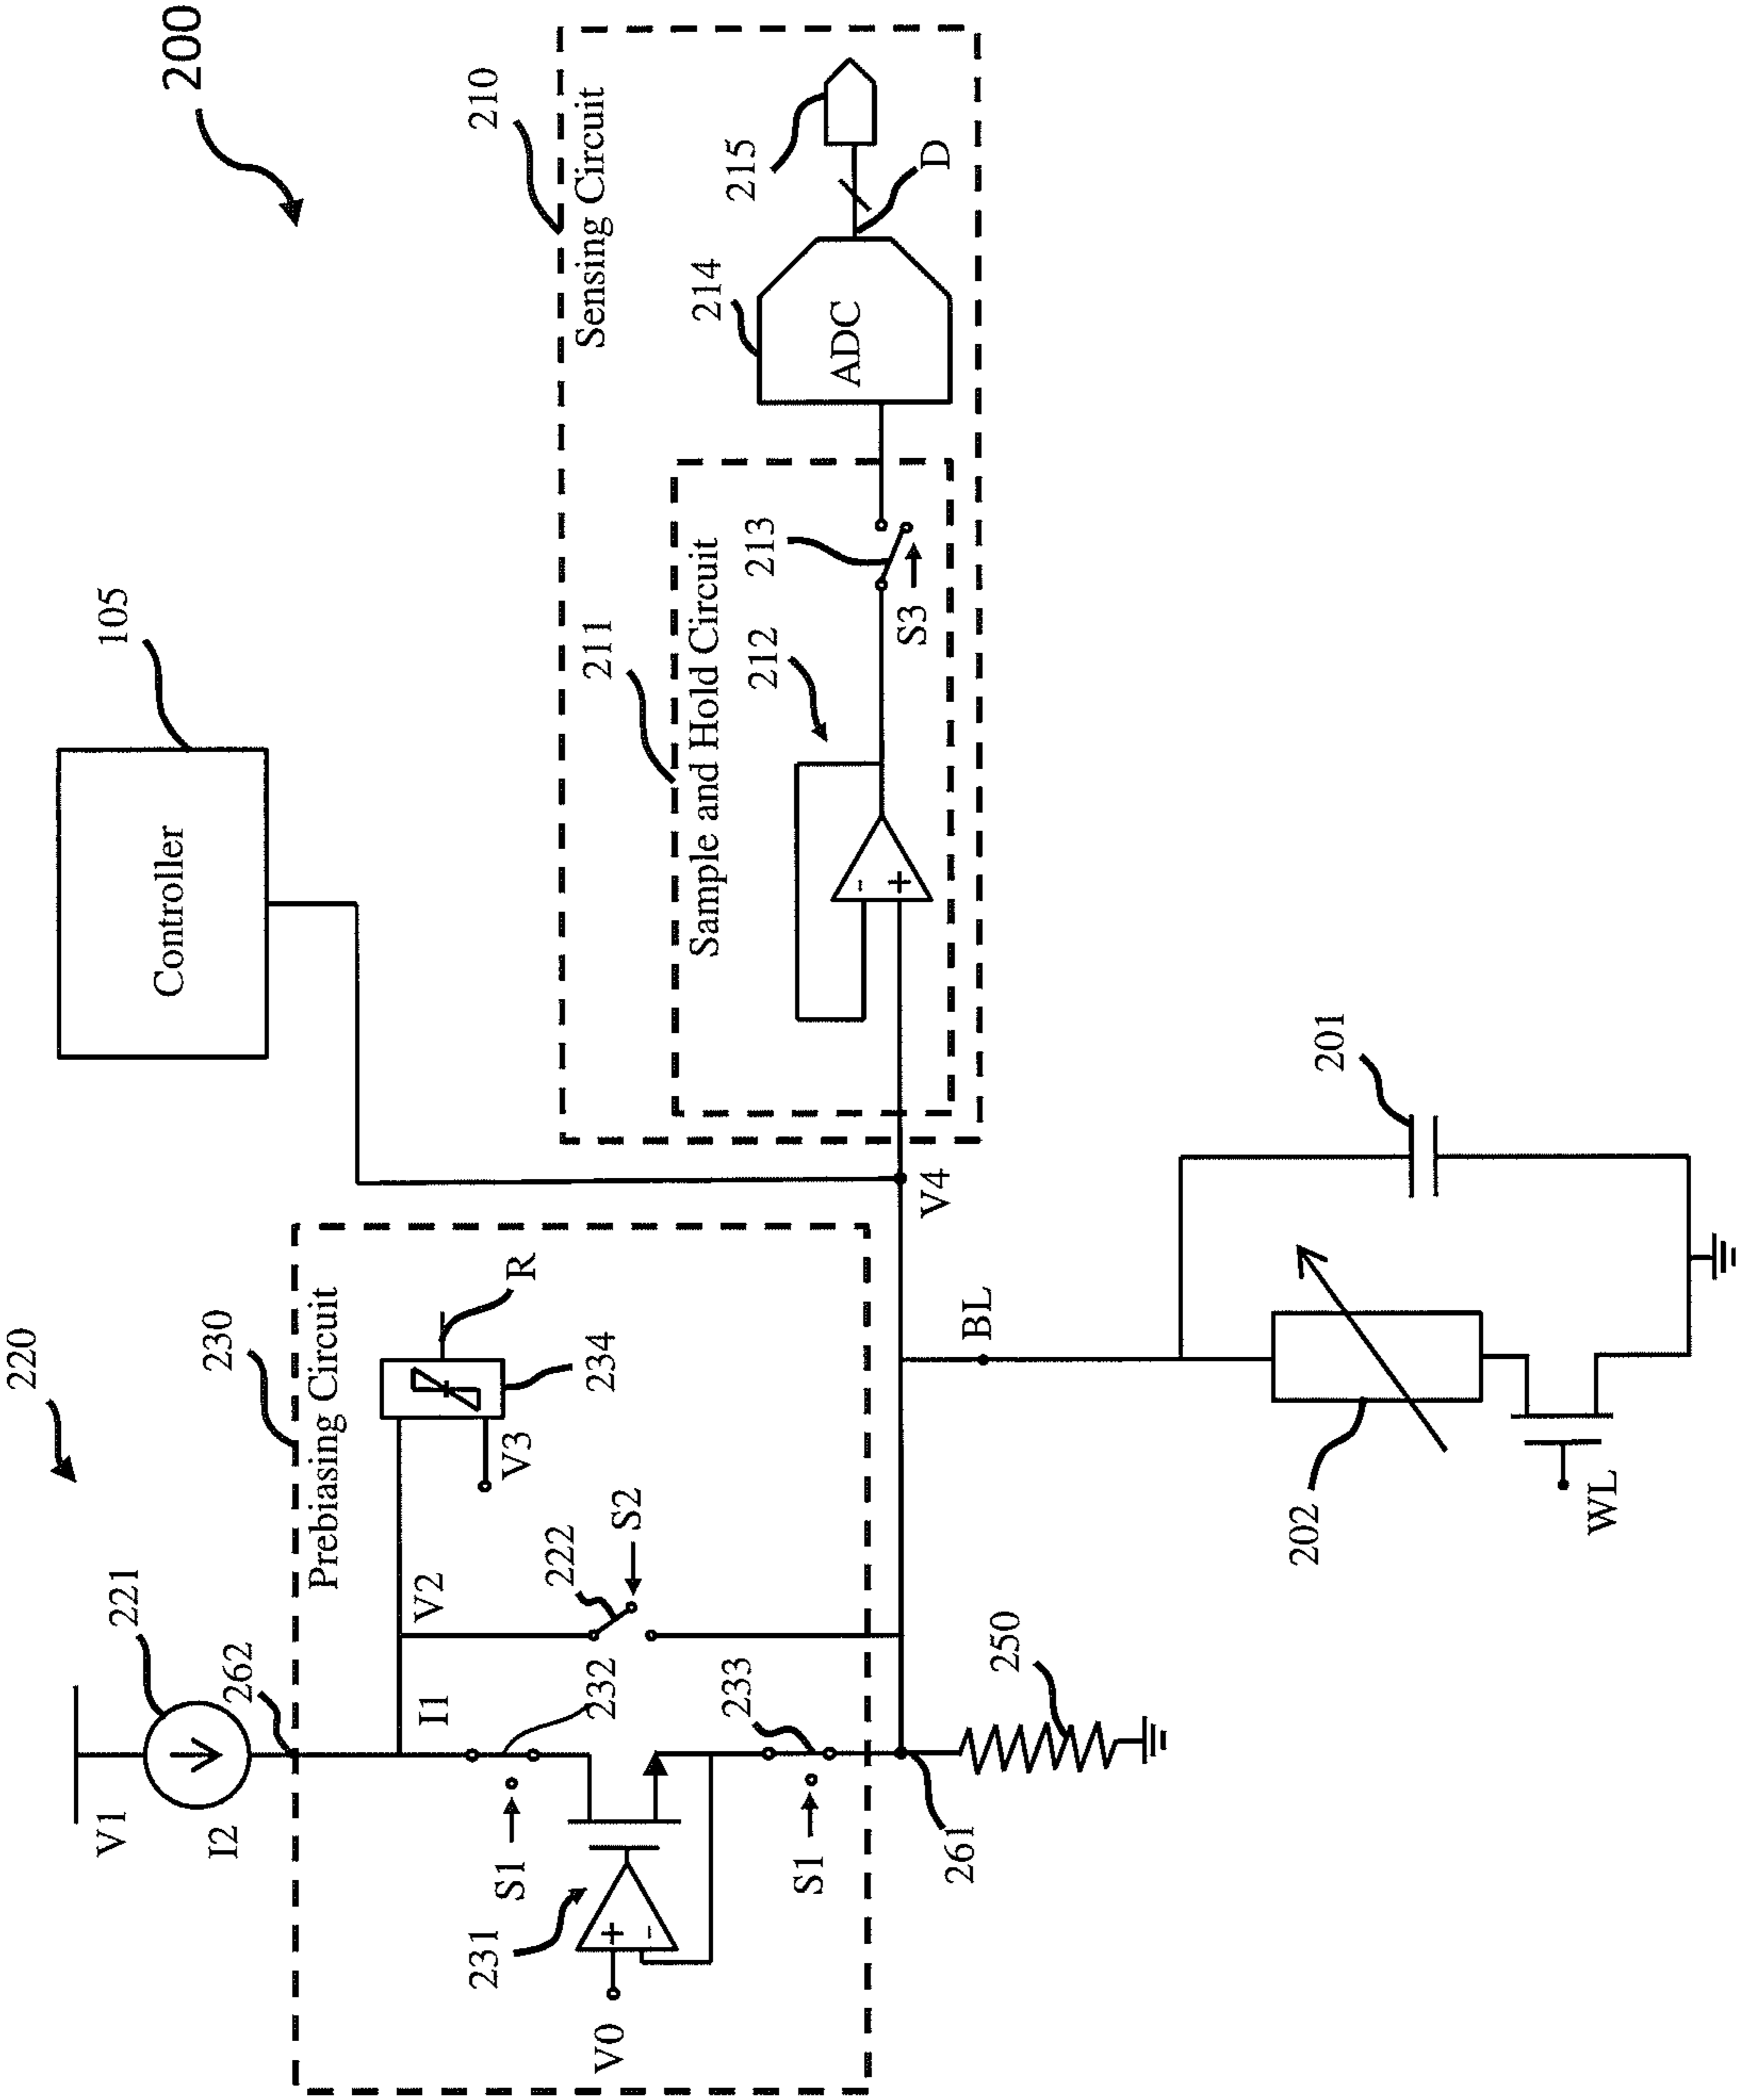 200
220
V1
221
I2
262
230
Prebiasing Circuit
I1
V2
R
234
V3
S1
232
222
S2
231
+
-
V0
S1
233
261
250
Controller
105
210
Sensing Circuit
211
Sample and Hold Circuit
212
-
+
213
S3
214
ADC
215
D
V4
BL
201
202
WL